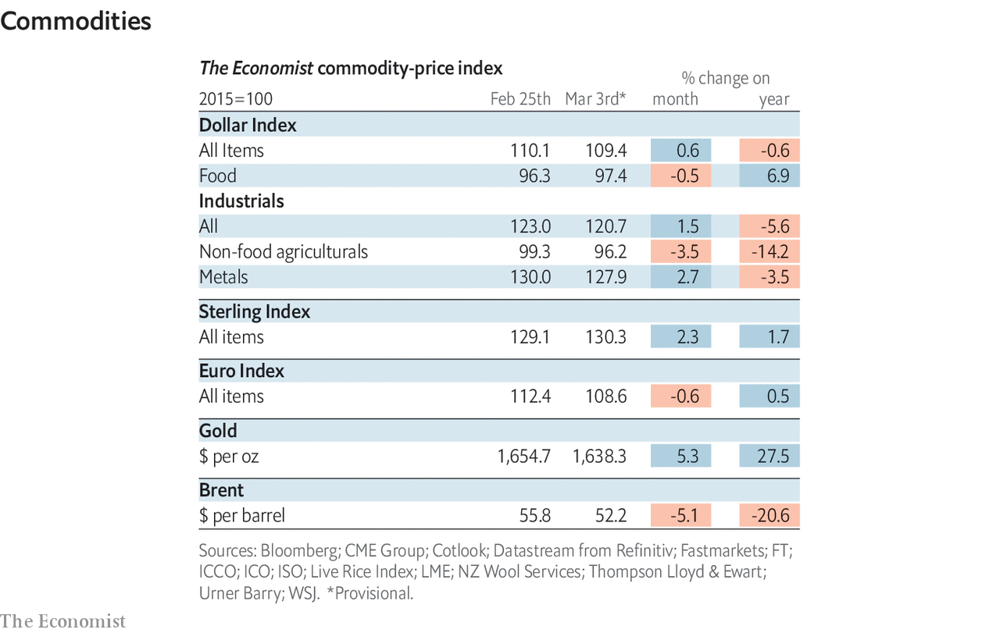 Commodities
The Economist commodity-price index
% change on
2015=100 Feb 25th Mar 3rd* month year
Dollar Index
All Items 110.1 109.4 0.6 -0.6
Food 96.3 97.4 -0.5 6.9
Industrials
All 123.0 120.7 1.5 -5.6
Non-food agriculturals 99.3 96.2 -3.5 -14.2
Metals 130.0 127.9 2.7 -3.5
Sterling Index
All items 129.1 130.3 2.3 1.7
Euro Index
All items 112.4 108.6 -0.6 0.5
Gold
$ per oz 1,654.7 1,638.3 5.3 27.5
Brent
$ per barrel 55.8 52.2 -5.1 -20.6
Sources: Bloomberg; CME Group; Cotlook; Datastream from Refinitiv; Fastmarkets; FT;
ICCO; ICO; ISO; Live Rice Index; LME; NZ Wool Services; Thompson Lloyd & Ewart;
Urner Barry; WSJ. *Provisional.
The Economist